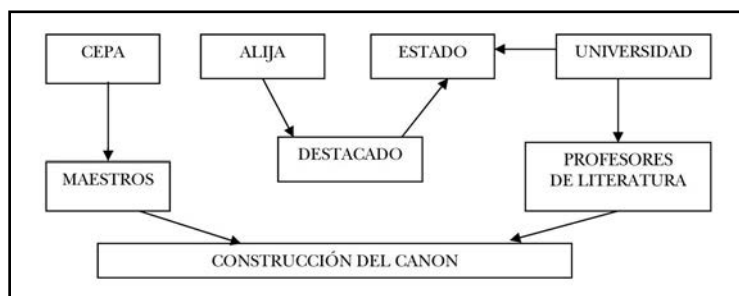 CEPA
ALIJA
ESTADO
UNIVERSIDAD
DESTACADO
MAESTROS
PROFESORES
DE LITERATURA
CONSTRUCCIÓN DEL CANON